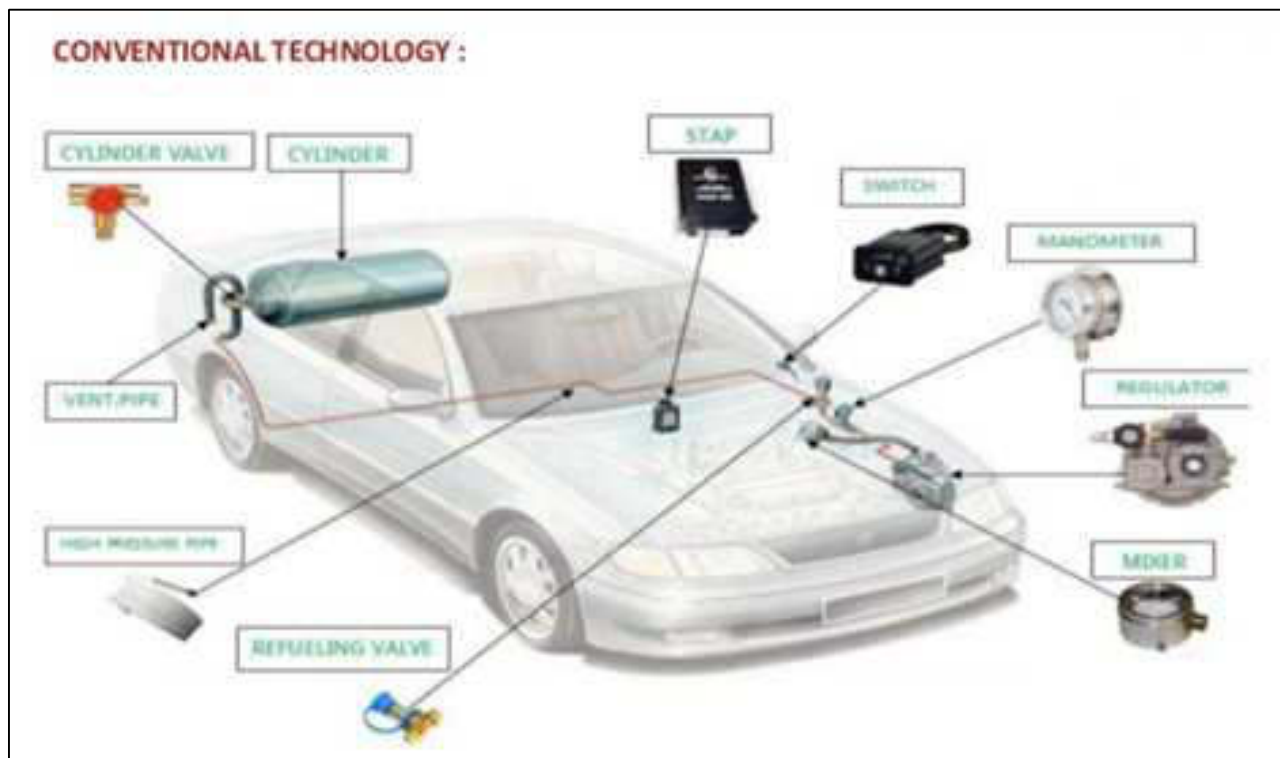 CONVENTIONAL TECHNOLOGY :
CYLINDER VALVE
CYLINDER
STAP
SWITCH
MANOMETER
REGULATOR
VENT.PIPE
HIGH PRESSURE PIPE
MIXER
REFUELING VALVE